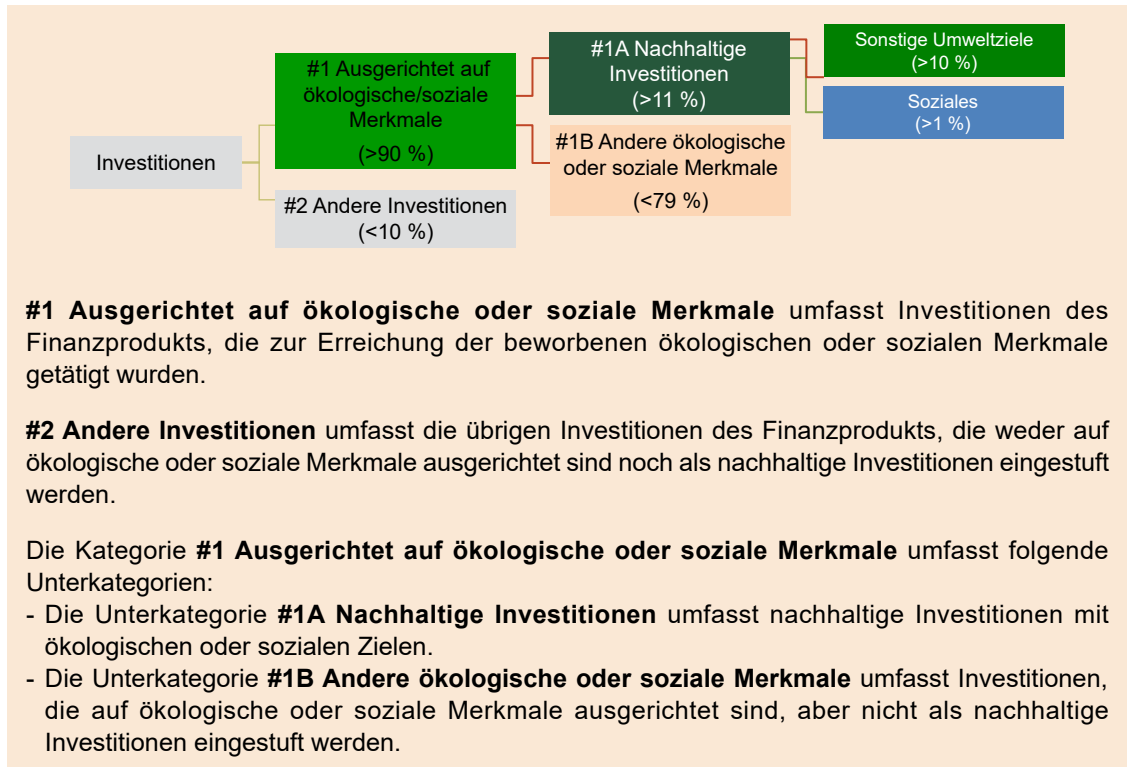 Investitionen
#1 Ausgerichtet auf
ökologische/soziale
Merkmale
(>90 %)
#2 Andere Investitionen
(<10 %)
#1A Nachhaltige
Investitionen
(>11 %)
#1B Andere ökologische
oder soziale Merkmale
(<79 %)
Sonstige Umweltziele
(>10 %)
Soziales
(>1 %)
#1 Ausgerichtet auf ökologische oder soziale Merkmale umfasst Investitionen des
Finanzprodukts, die zur Erreichung der beworbenen ökologischen oder sozialen Merkmale
getätigt wurden.
#2 Andere Investitionen umfasst die übrigen Investitionen des Finanzprodukts, die weder auf
ökologische oder soziale Merkmale ausgerichtet sind noch als nachhaltige Investitionen eingestuft
werden.
Die Kategorie #1 Ausgerichtet auf ökologische oder soziale Merkmale umfasst folgende
Unterkategorien:
- Die Unterkategorie #1A Nachhaltige Investitionen umfasst nachhaltige Investitionen mit
ökologischen oder sozialen Zielen.
- Die Unterkategorie #1B Andere ökologische oder soziale Merkmale umfasst Investitionen,
die auf ökologische oder soziale Merkmale ausgerichtet sind, aber nicht als nachhaltige
Investitionen eingestuft werden.